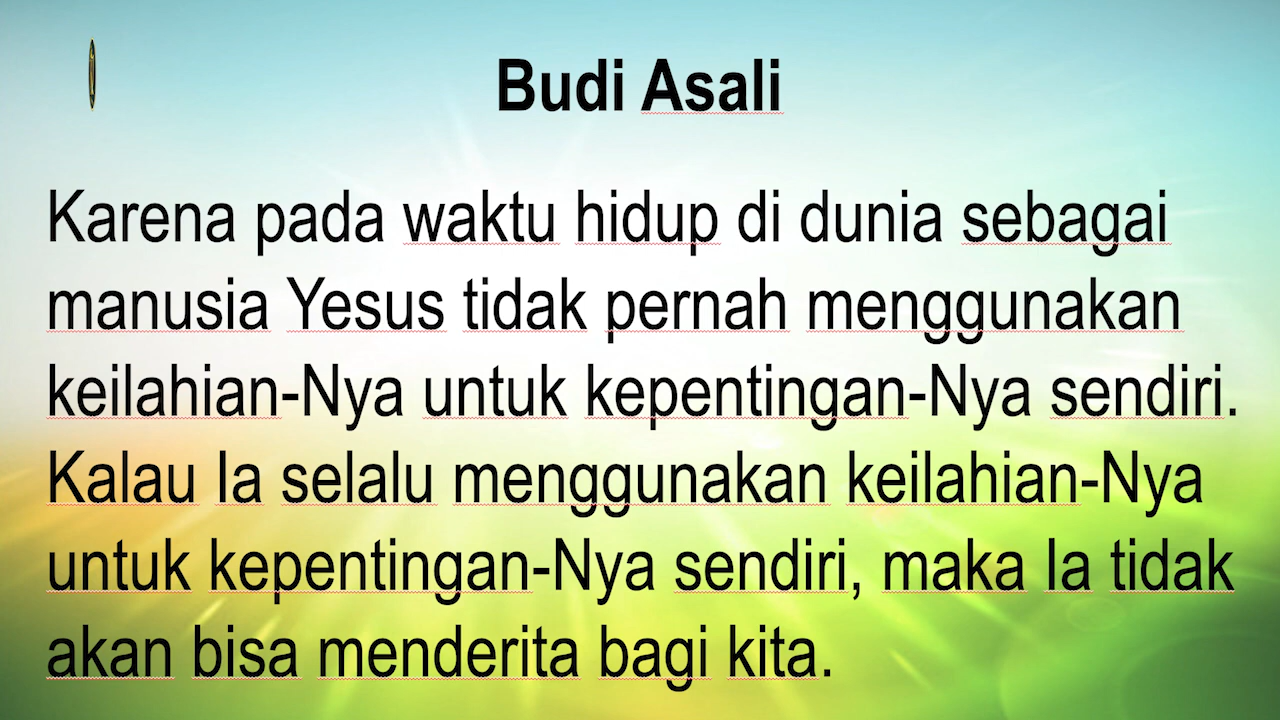 Budi Asali
Karena pada waktu hidup di dunia sebagai
manusia Yesus tidak pernah menggunakan
keilahian-Nya untuk kepentingan-Nya sendiri.
Kalau Ia selalu menggunakan keilahian-Nya
untuk kepentingan-Nya sendiri, maka Ia tidak
akan bisa menderita bagi kita.